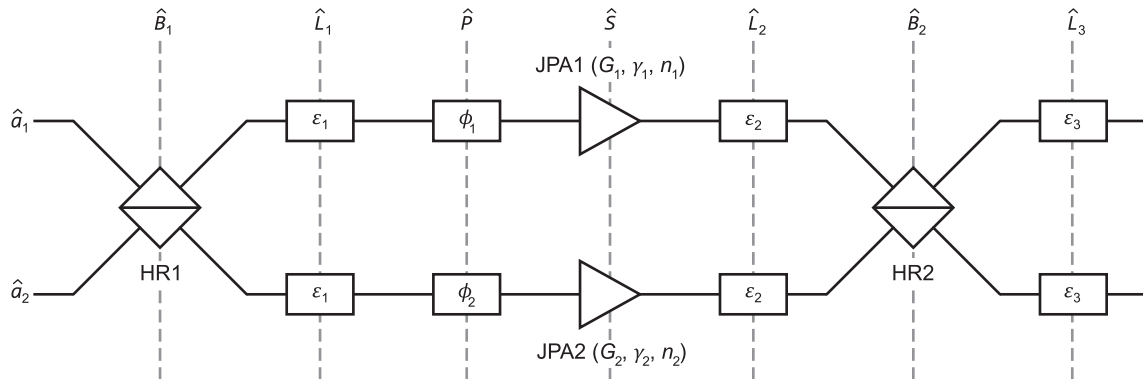 B̂₁ L̂₁ P̂ Ŝ L̂₂ B̂₂ L̂₃
JPA1 (G₁, γ₁, n₁)
â₁ ε₁ ϕ₁ ε₂ ε₃
HR1 HR2
â₂ ε₁ ϕ₂ ε₂ ε₃
JPA2 (G₂, γ₂, n₂)